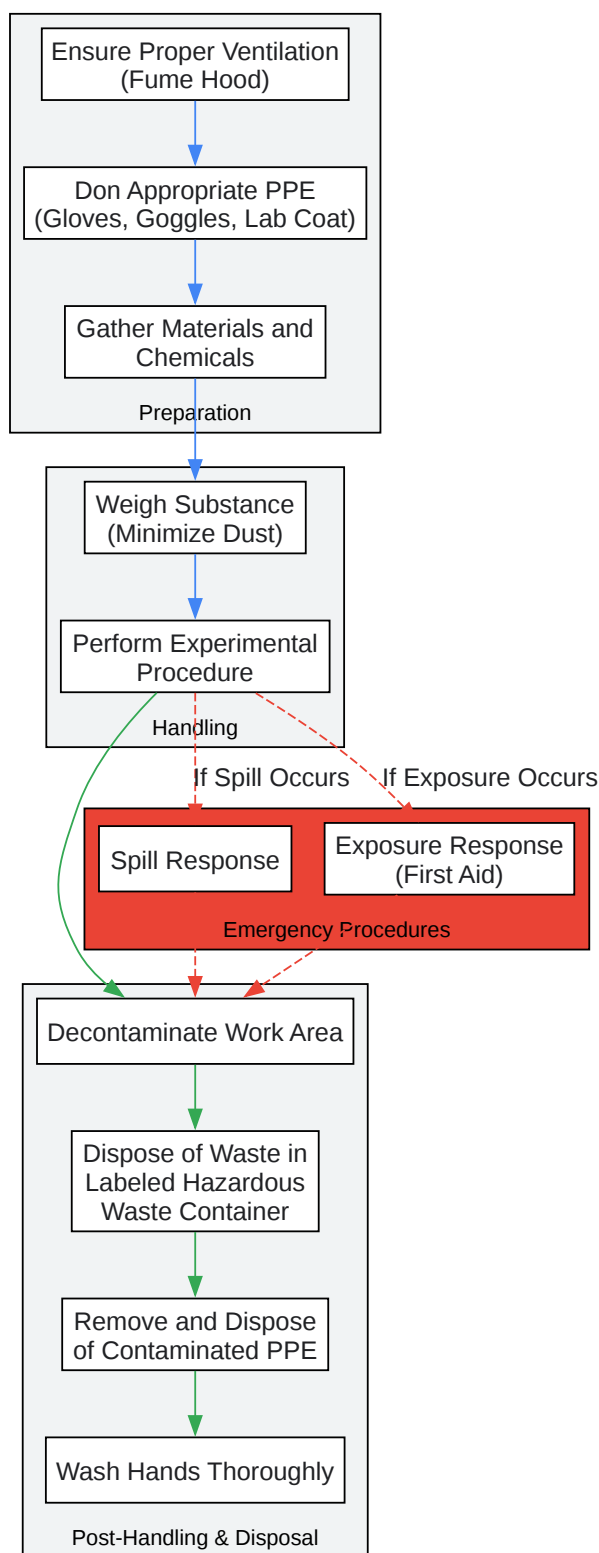 Ensure Proper Ventilation
(Fume Hood)
Don Appropriate PPE
(Gloves, Goggles, Lab Coat)
Gather Materials and
Chemicals
Preparation
Weigh Substance
(Minimize Dust)
Perform Experimental
Procedure
Handling
If Spill Occurs
If Exposure Occurs
Spill Response
Exposure Response
(First Aid)
Emergency Procedures
Decontaminate Work Area
Dispose of Waste in
Labeled Hazardous
Waste Container
Remove and Dispose
of Contaminated PPE
Wash Hands Thoroughly
Post-Handling & Disposal